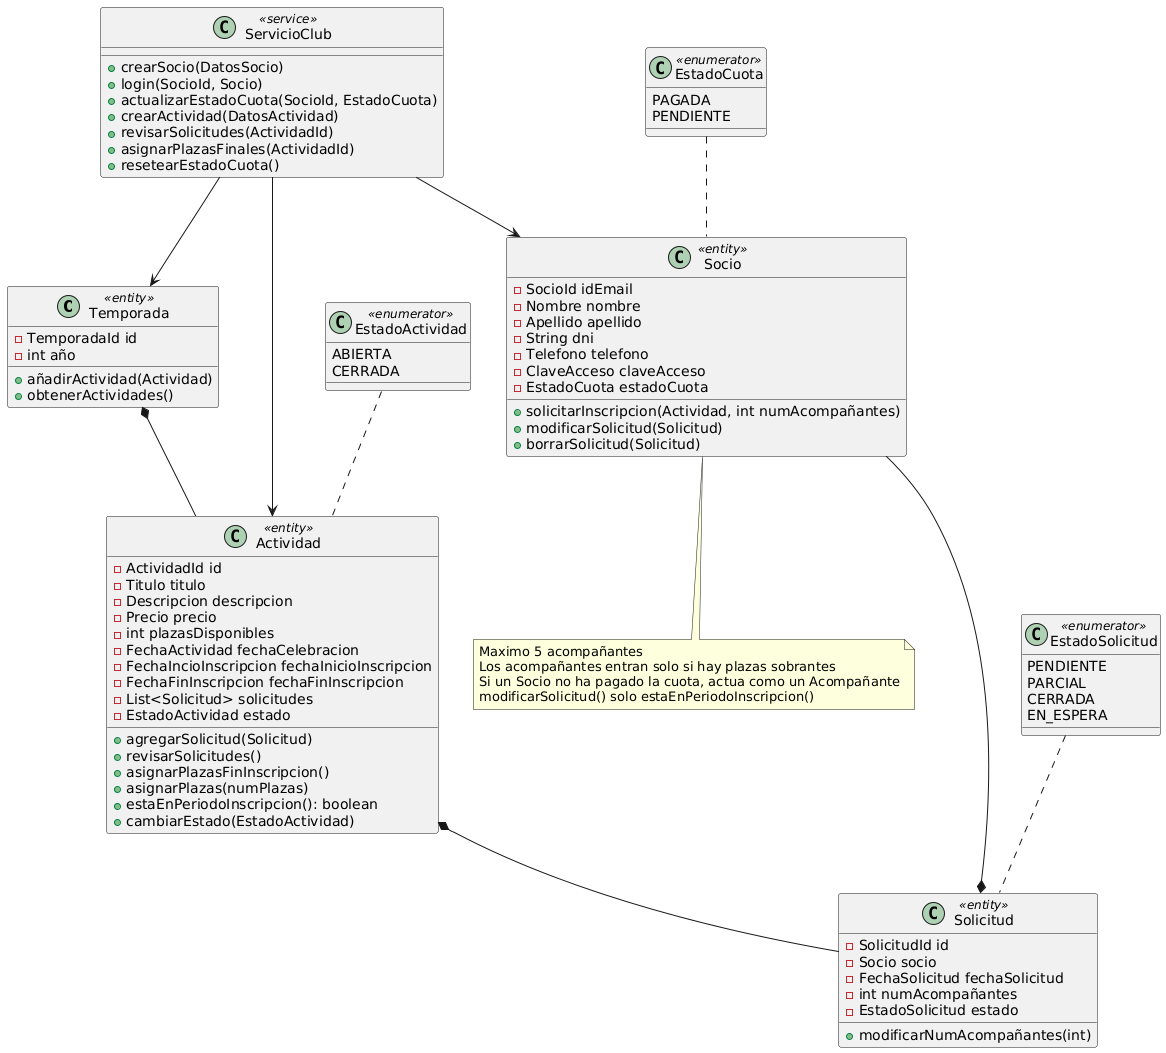 «service»
C ServicioClub
crearSocio(DatosSocio)
login(SocioId, Socio)
actualizarEstadoCuota(SocioId, EstadoCuota)
crearActividad(DatosActividad)
revisarSolicitudes(ActividadId)
asignarPlazasFinales(ActividadId)
resetearEstadoCuota()
«enumerator»
C EstadoCuota
PAGADA
PENDIENTE
«entity»
C Temporada
TemporadaId id
int año
añadirActividad(Actividad)
obtenerActividades()
«enumerator»
C EstadoActividad
ABIERTA
CERRADA
«entity»
C Socio
SocioId idEmail
Nombre nombre
Apellido apellido
String dni
Telefono telefono
ClaveAcceso claveAcceso
EstadoCuota estadoCuota
solicitarInscripcion(Actividad, int numAcompañantes)
modificarSolicitud(Solicitud)
borrarSolicitud(Solicitud)
«entity»
C Actividad
ActividadId id
Titulo titulo
Descripcion descripcion
Precio precio
int plazasDisponibles
FechaActividad fechaCelebracion
FechaIncioInscripcion fechaInicioInscripcion
FechaFinInscripcion fechaFinInscripcion
List<Solicitud> solicitudes
EstadoActividad estado
agregarSolicitud(Solicitud)
revisarSolicitudes()
asignarPlazasFinInscripcion()
asignarPlazas(numPlazas)
estaEnPeriodoInscripcion(): boolean
cambiarEstado(EstadoActividad)
Maximo 5 acompañantes
Los acompañantes entran solo si hay plazas sobrantes
Si un Socio no ha pagado la cuota, actua como un Acompañante
modificarSolicitud() solo estaEnPeriodoInscripcion()
«enumerator»
C EstadoSolicitud
PENDIENTE
PARCIAL
CERRADA
EN_ESPERA
«entity»
C Solicitud
SolicitudId id
Socio socio
FechaSolicitud fechaSolicitud
int numAcompañantes
EstadoSolicitud estado
modificarNumAcompañantes(int)